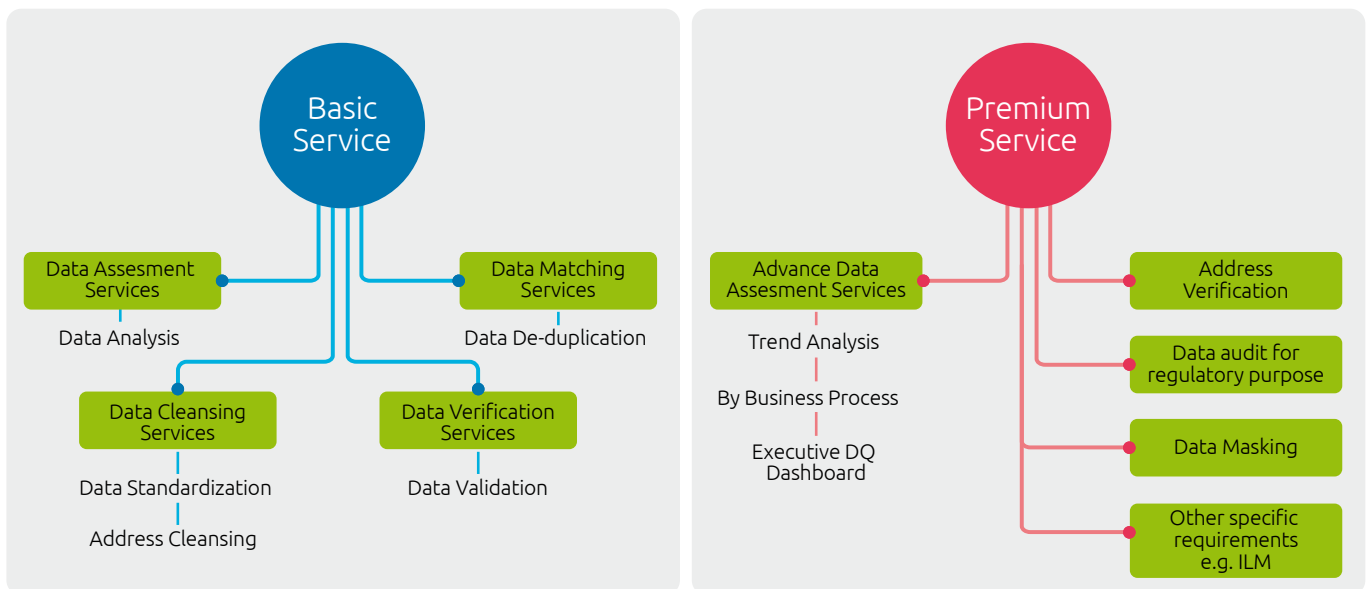 Basic
Service
Data Assesment
Services
Data Analysis
Data Matching
Services
Data De-duplication
Data Cleansing
Services
Data Standardization
Address Cleansing
Data Verification
Services
Data Validation
Premium
Service
Advance Data
Assesment Services
Trend Analysis
By Business Process
Executive DQ
Dashboard
Address
Verification
Data audit for
regulatory purpose
Data Masking
Other specific
requirements
e.g. ILM